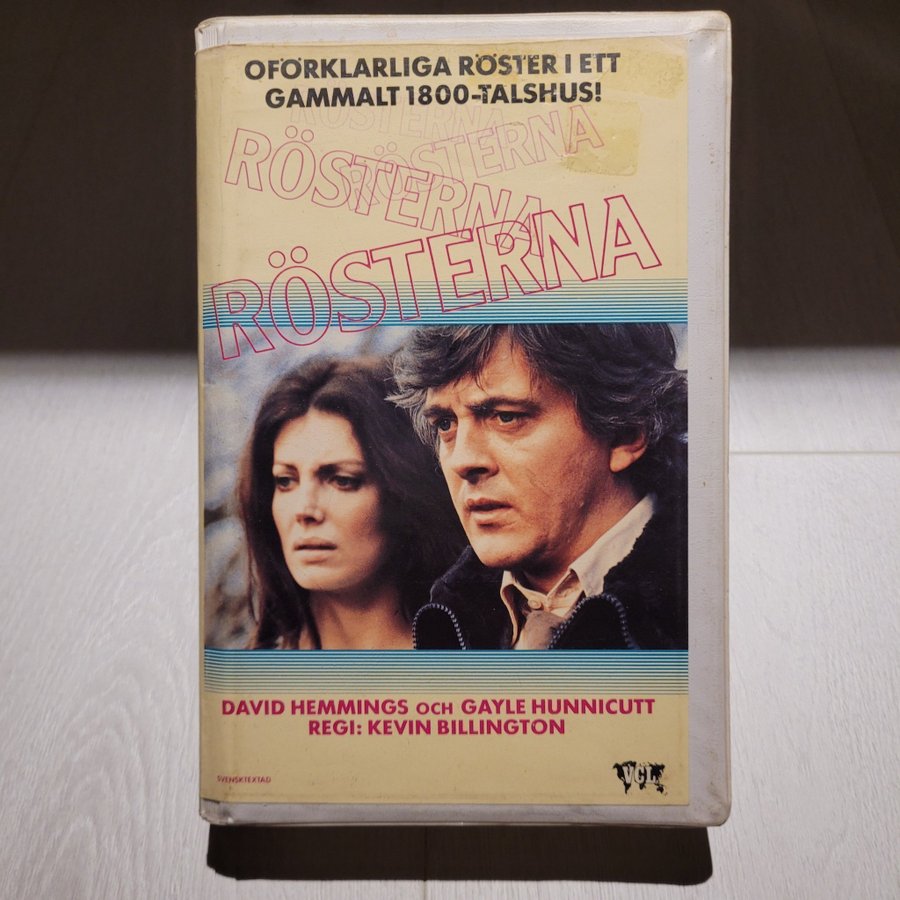 OFÖRKLARLIGA RÖSTER I ETT
GAMMALT 1800-TALSHUS!
RÖSTERNA
RÖSTERNA
RÖSTERNA
RÖSTERNA
DAVID HEMMINGS OCH GAYLE HUNNICUTT
REGI: KEVIN BILLINGTON
SVENSKTEXTAD
VCL